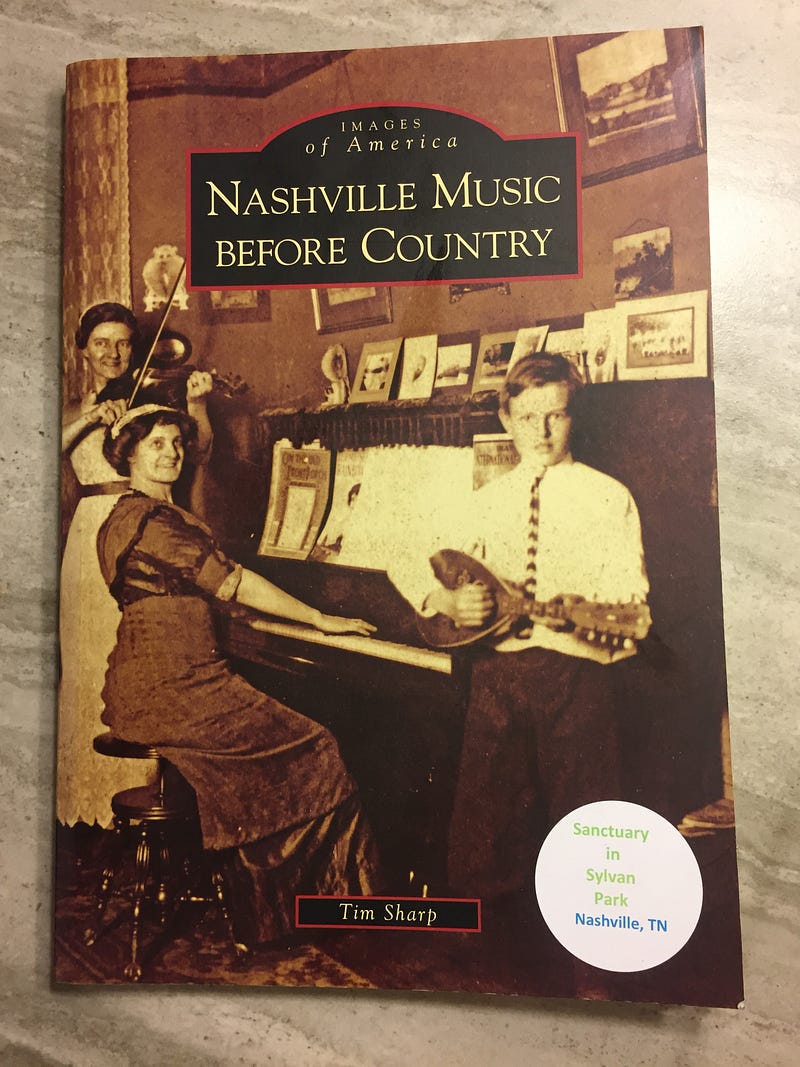 IMAGES
of America
NASHVILLE MUSIC
BEFORE COUNTRY
Tim Sharp
Sanctuary
in
Sylvan
Park
Nashville, TN